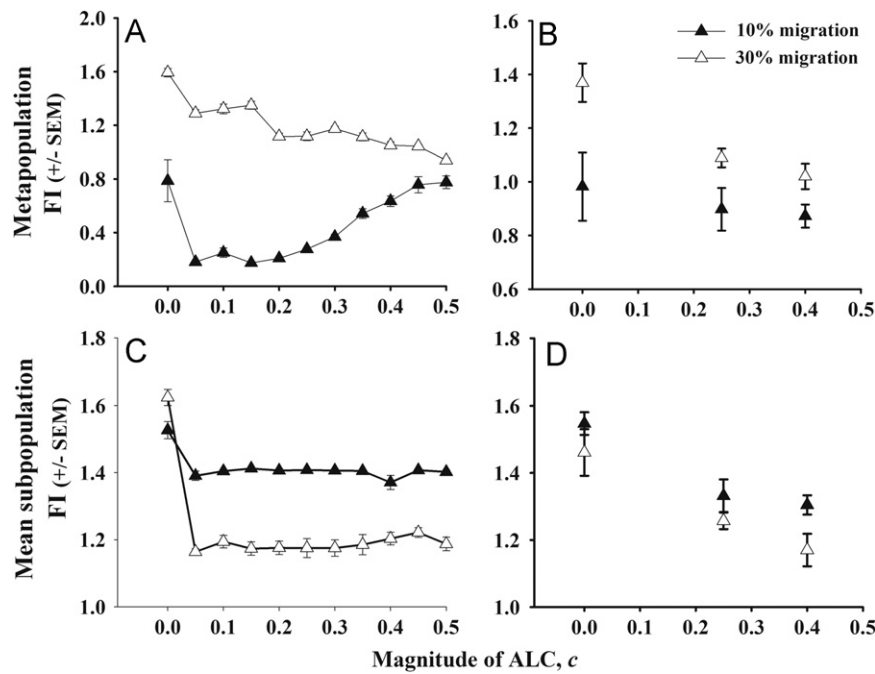 A
B
10% migration
30% migration
Metapopulation
FI (+/- SEM)
2.0
1.6
1.2
0.8
0.4
0.0
0.0 0.1 0.2 0.3 0.4 0.5
1.6
1.4
1.2
1.0
0.8
0.6
0.0 0.1 0.2 0.3 0.4 0.5
C
D
Mean subpopulation
FI (+/- SEM)
1.8
1.6
1.4
1.2
1.0
0.0 0.1 0.2 0.3 0.4 0.5
1.8
1.6
1.4
1.2
1.0
0.0 0.1 0.2 0.3 0.4 0.5
Magnitude of ALC, c